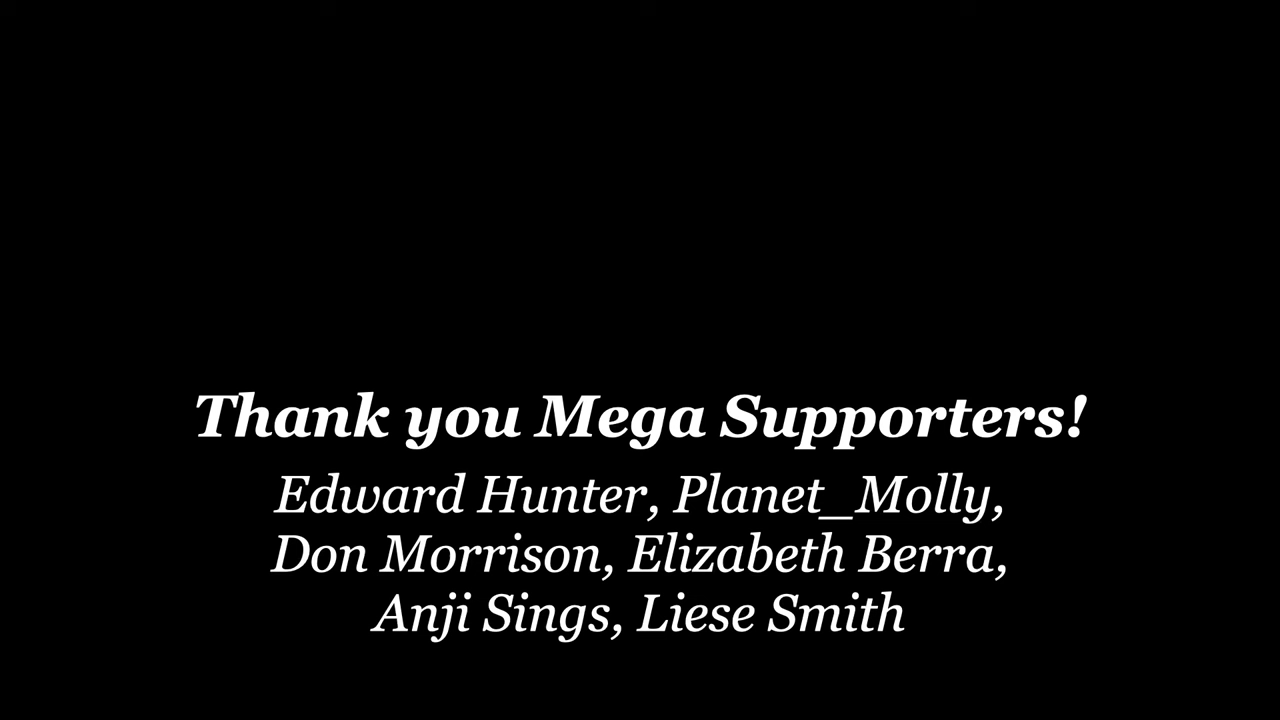 Thank you Mega Supporters!
Edward Hunter, Planet_Molly,
Don Morrison, Elizabeth Berra,
Anji Sings, Liese Smith